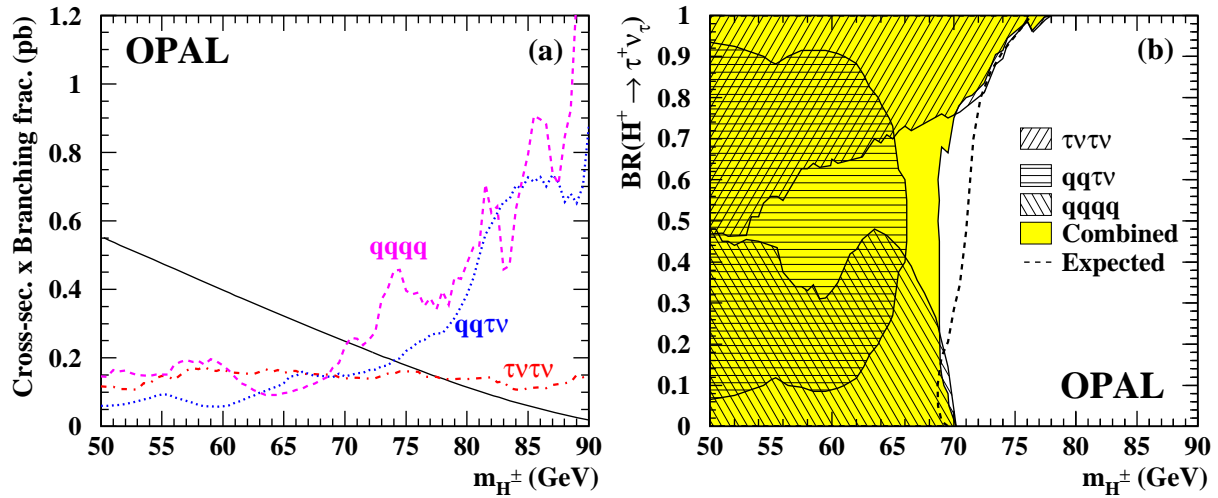 Cross-sec. x Branching frac. (pb)
1.2
1
0.8
0.6
0.4
0.2
0
OPAL
(a)
qqqq
qqτν
τντν
50 55 60 65 70 75 80 85 90
m_H± (GeV)
BR(H⁺ → τ⁺ν_τ)
1
0.9
0.8
0.7
0.6
0.5
0.4
0.3
0.2
0.1
0
(b)
τντν
qqτν
qqqq
Combined
Expected
OPAL
50 55 60 65 70 75 80 85 90
m_H± (GeV)